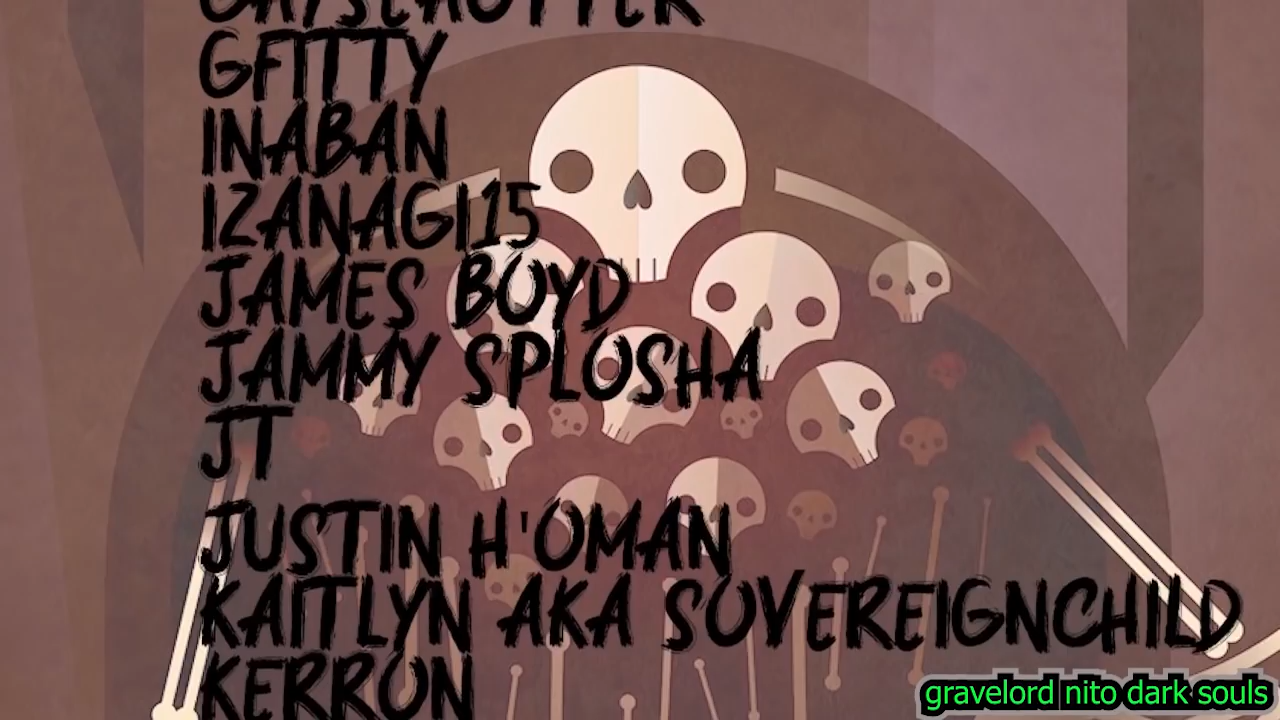 GFITTY
INABAN
IZANAGI15
JAMES BOYD
JAMMY SPLOSHA
JT
JUSTIN H'OMAN
KAITLYN AKA SOVEREIGNCHILD
KERRON
gravelord nito dark souls